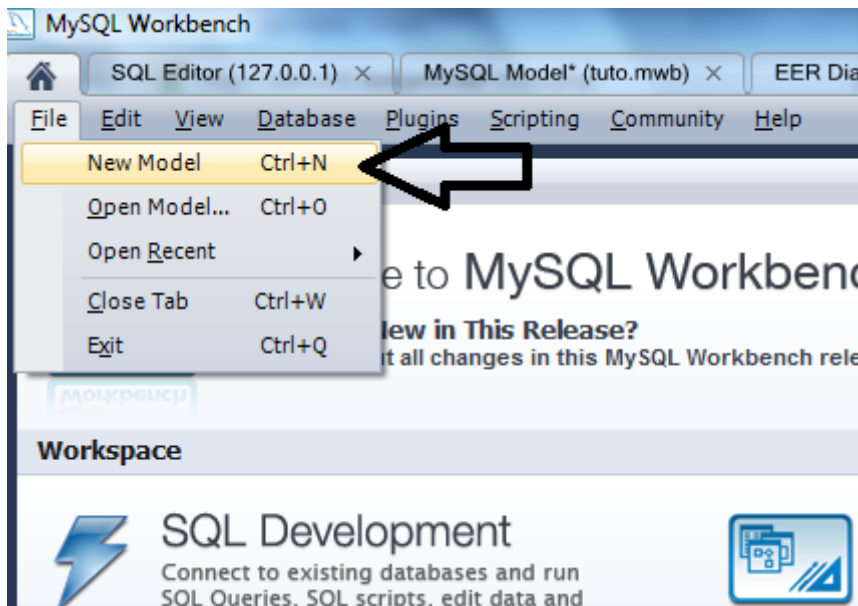 MySQL Workbench
SQL Editor (127.0.0.1) × MySQL Model* (tuto.mwb) × EER Dia
File Edit View Database Plugins Scripting Community Help
New Model Ctrl+N
Open Model... Ctrl+O
Open Recent
Close Tab Ctrl+W
Exit Ctrl+Q
e to MySQL Workbenc
New in This Release?
t all changes in this MySQL Workbench rele
Workbench
Workspace
SQL Development
Connect to existing databases and run
SQL Queries, SQL scripts, edit data and